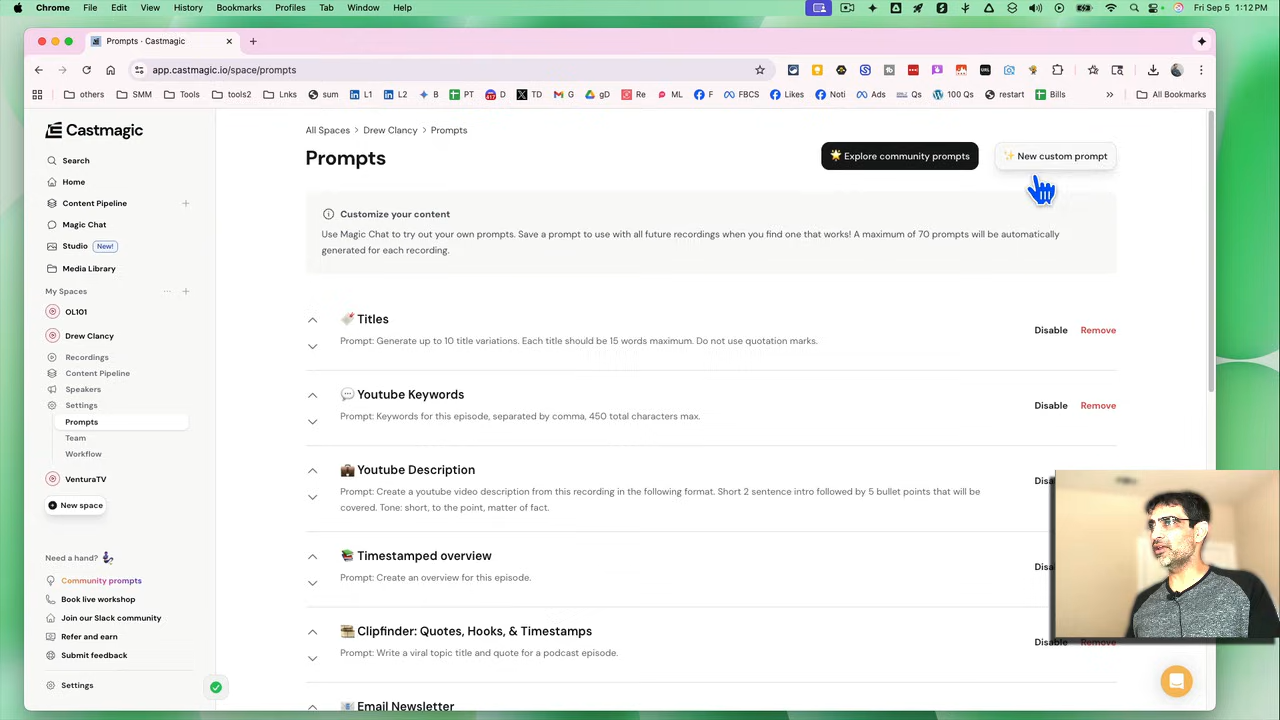 Chrome File Edit View History Bookmarks Profiles Tab Window Help Fri Sep 5 1:12 PM
Prompts · Castmagic
app.castmagic.io/space/prompts
others SMM Tools tools2 Lnks sum L1 L2 B PT D TD G gD Re ML F FBCS Likes Noti Ads Qs 100 Qs restart Bills All Bookmarks
Castmagic
Search
Home
Content Pipeline
Magic Chat
Studio New!
Media Library
My Spaces
OL101
Drew Clancy
Recordings
Content Pipeline
Speakers
Settings
Prompts
Team
Workflow
VenturaTV
New space
Need a hand?
Community prompts
Book live workshop
Join our Slack community
Refer and earn
Submit feedback
Settings
All Spaces > Drew Clancy > Prompts
Prompts
Explore community prompts
New custom prompt
Customize your content
Use Magic Chat to try out your own prompts. Save a prompt to use with all future recordings when you find one that works! A maximum of 70 prompts will be automatically
generated for each recording.
Titles
Prompt: Generate up to 10 title variations. Each title should be 15 words maximum. Do not use quotation marks.
Disable Remove
Youtube Keywords
Prompt: Keywords for this episode, separated by comma, 450 total characters max.
Disable Remove
Youtube Description
Prompt: Create a youtube video description from this recording in the following format. Short 2 sentence intro followed by 5 bullet points that will be
covered. Tone: short, to the point, matter of fact.
Disa
Timestamped overview
Prompt: Create an overview for this episode.
Disa
Clipfinder: Quotes, Hooks, & Timestamps
Prompt: Write a viral topic title and quote for a podcast episode.
Disable Remove
Email Newsletter